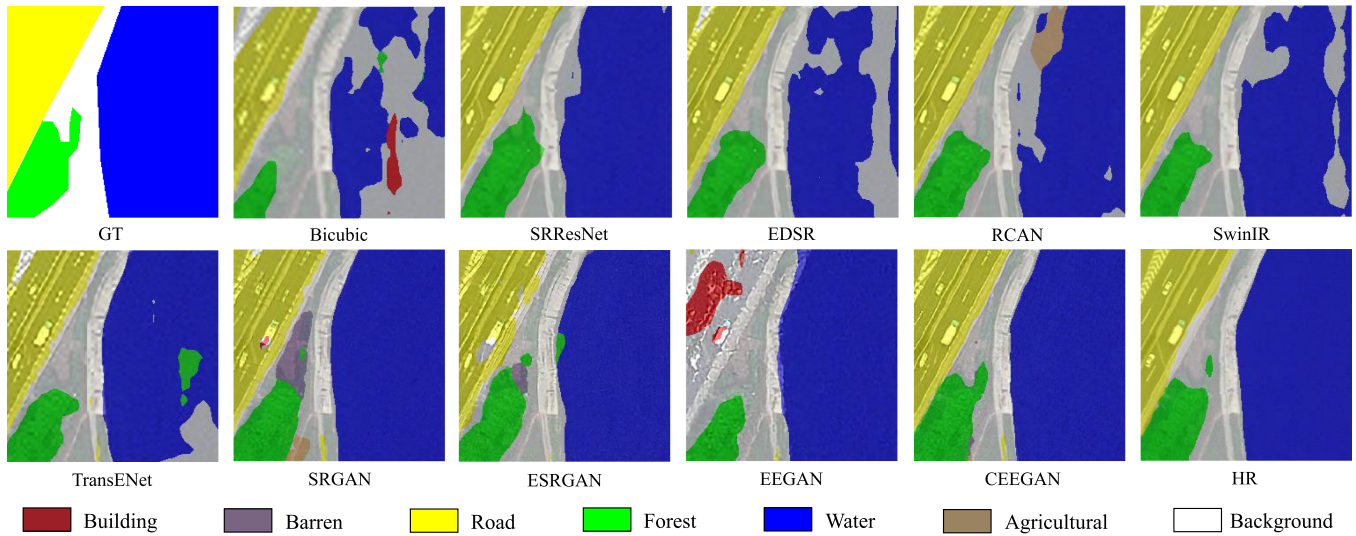 GT Bicubic SRResNet EDSR RCAN SwinIR
TransENet SRGAN ESRGAN EEGAN CEEGAN HR
Building Barren Road Forest Water Agricultural Background